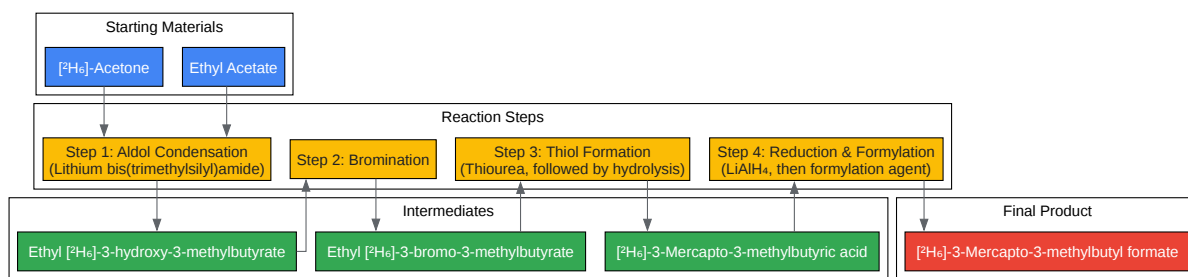 Starting Materials
[²H₆]-Acetone
Ethyl Acetate
Reaction Steps
Step 1: Aldol Condensation
(Lithium bis(trimethylsilyl)amide)
Step 2: Bromination
Step 3: Thiol Formation
(Thiourea, followed by hydrolysis)
Step 4: Reduction & Formylation
(LiAlH₄, then formylation agent)
Intermediates
Ethyl [²H₆]-3-hydroxy-3-methylbutyrate
Ethyl [²H₆]-3-bromo-3-methylbutyrate
[²H₆]-3-Mercapto-3-methylbutyric acid
Final Product
[²H₆]-3-Mercapto-3-methylbutyl formate